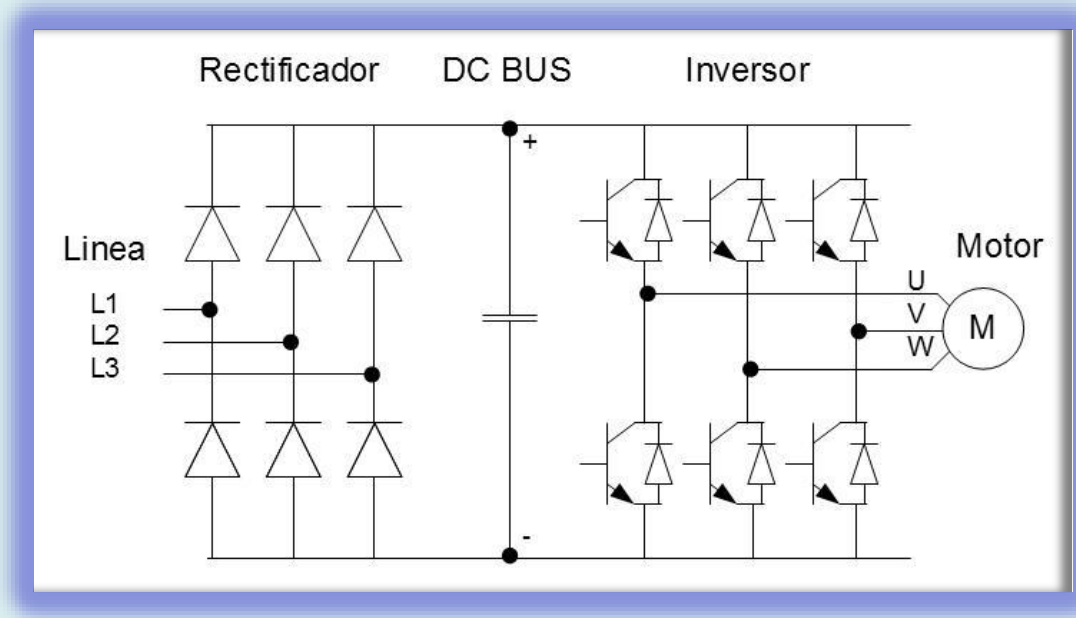 Rectificador DC BUS Inversor
+
Linea
Motor
L1
L2
L3
U
V
W
M
-